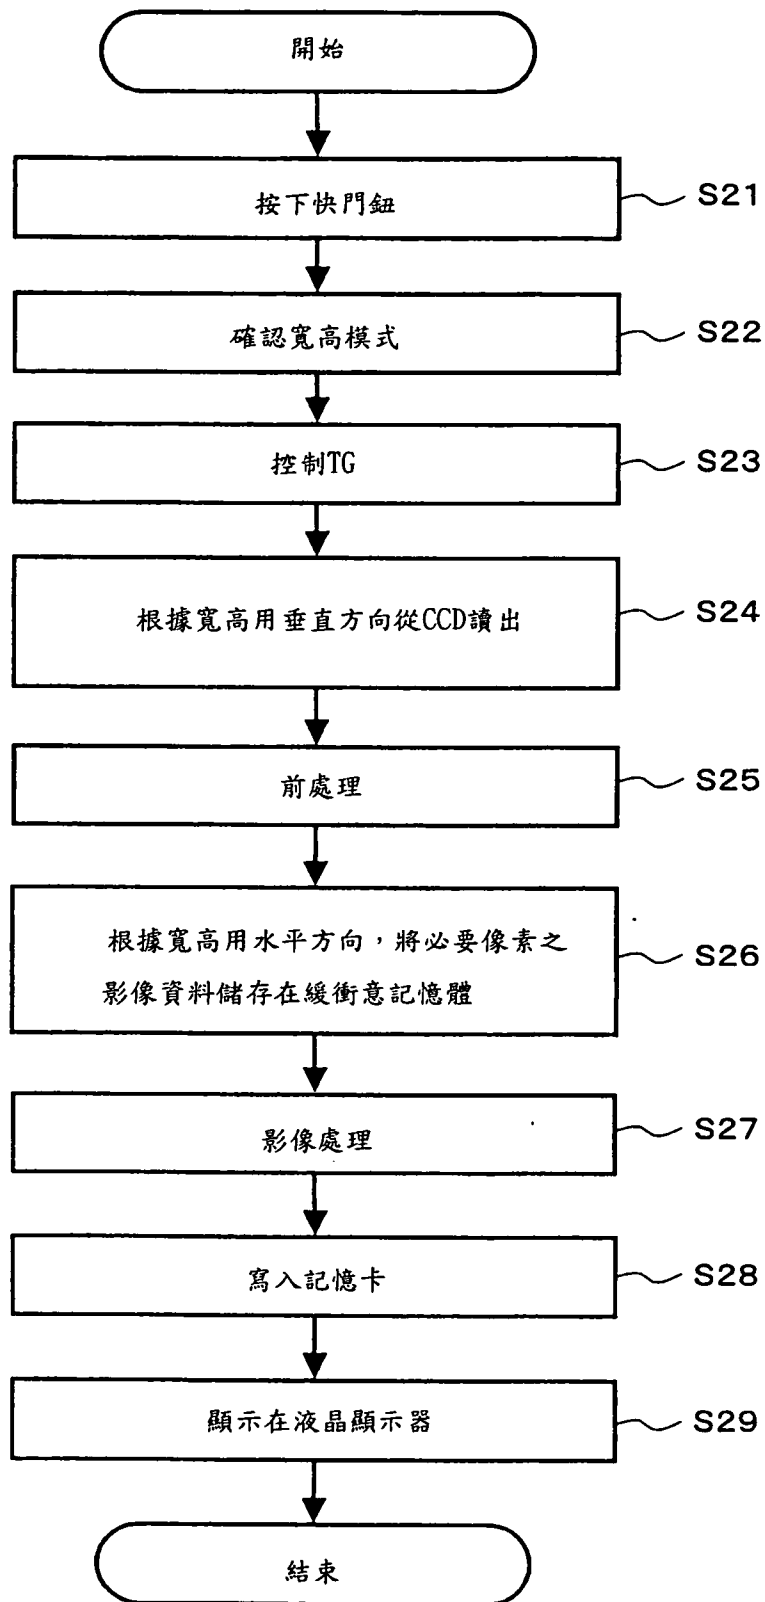 開始
按下快門鈕
S21
確認寬高模式
S22
控制TG
S23
根據寬高用垂直方向從CCD讀出
S24
前處理
S25
根據寬高用水平方向，將必要像素之
影像資料儲存在緩衝意記憶體
S26
影像處理
S27
寫入記憶卡
S28
顯示在液晶顯示器
S29
結束